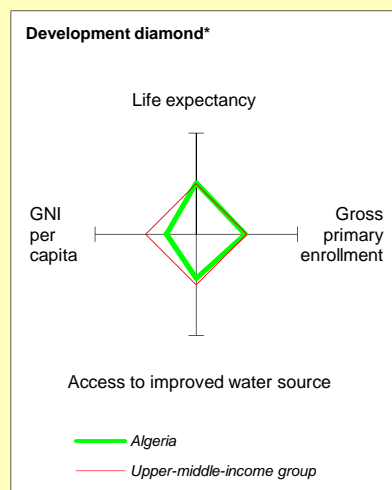 Development diamond*
Life expectancy
GNI
per
capita
Gross
primary
enrollment
Access to improved water source
Algeria
Upper-middle-income group